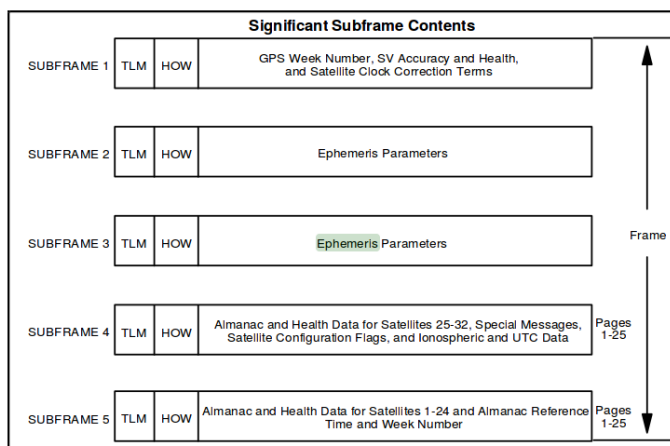 Significant Subframe Contents
SUBFRAME 1 TLM HOW GPS Week Number, SV Accuracy and Health,
and Satellite Clock Correction Terms
SUBFRAME 2 TLM HOW Ephemeris Parameters
SUBFRAME 3 TLM HOW Ephemeris Parameters
Frame
SUBFRAME 4 TLM HOW Almanac and Health Data for Satellites 25-32, Special Messages,
Satellite Configuration Flags, and Ionospheric and UTC Data
Pages
1-25
SUBFRAME 5 TLM HOW Almanac and Health Data for Satellites 1-24 and Almanac Reference
Time and Week Number
Pages
1-25